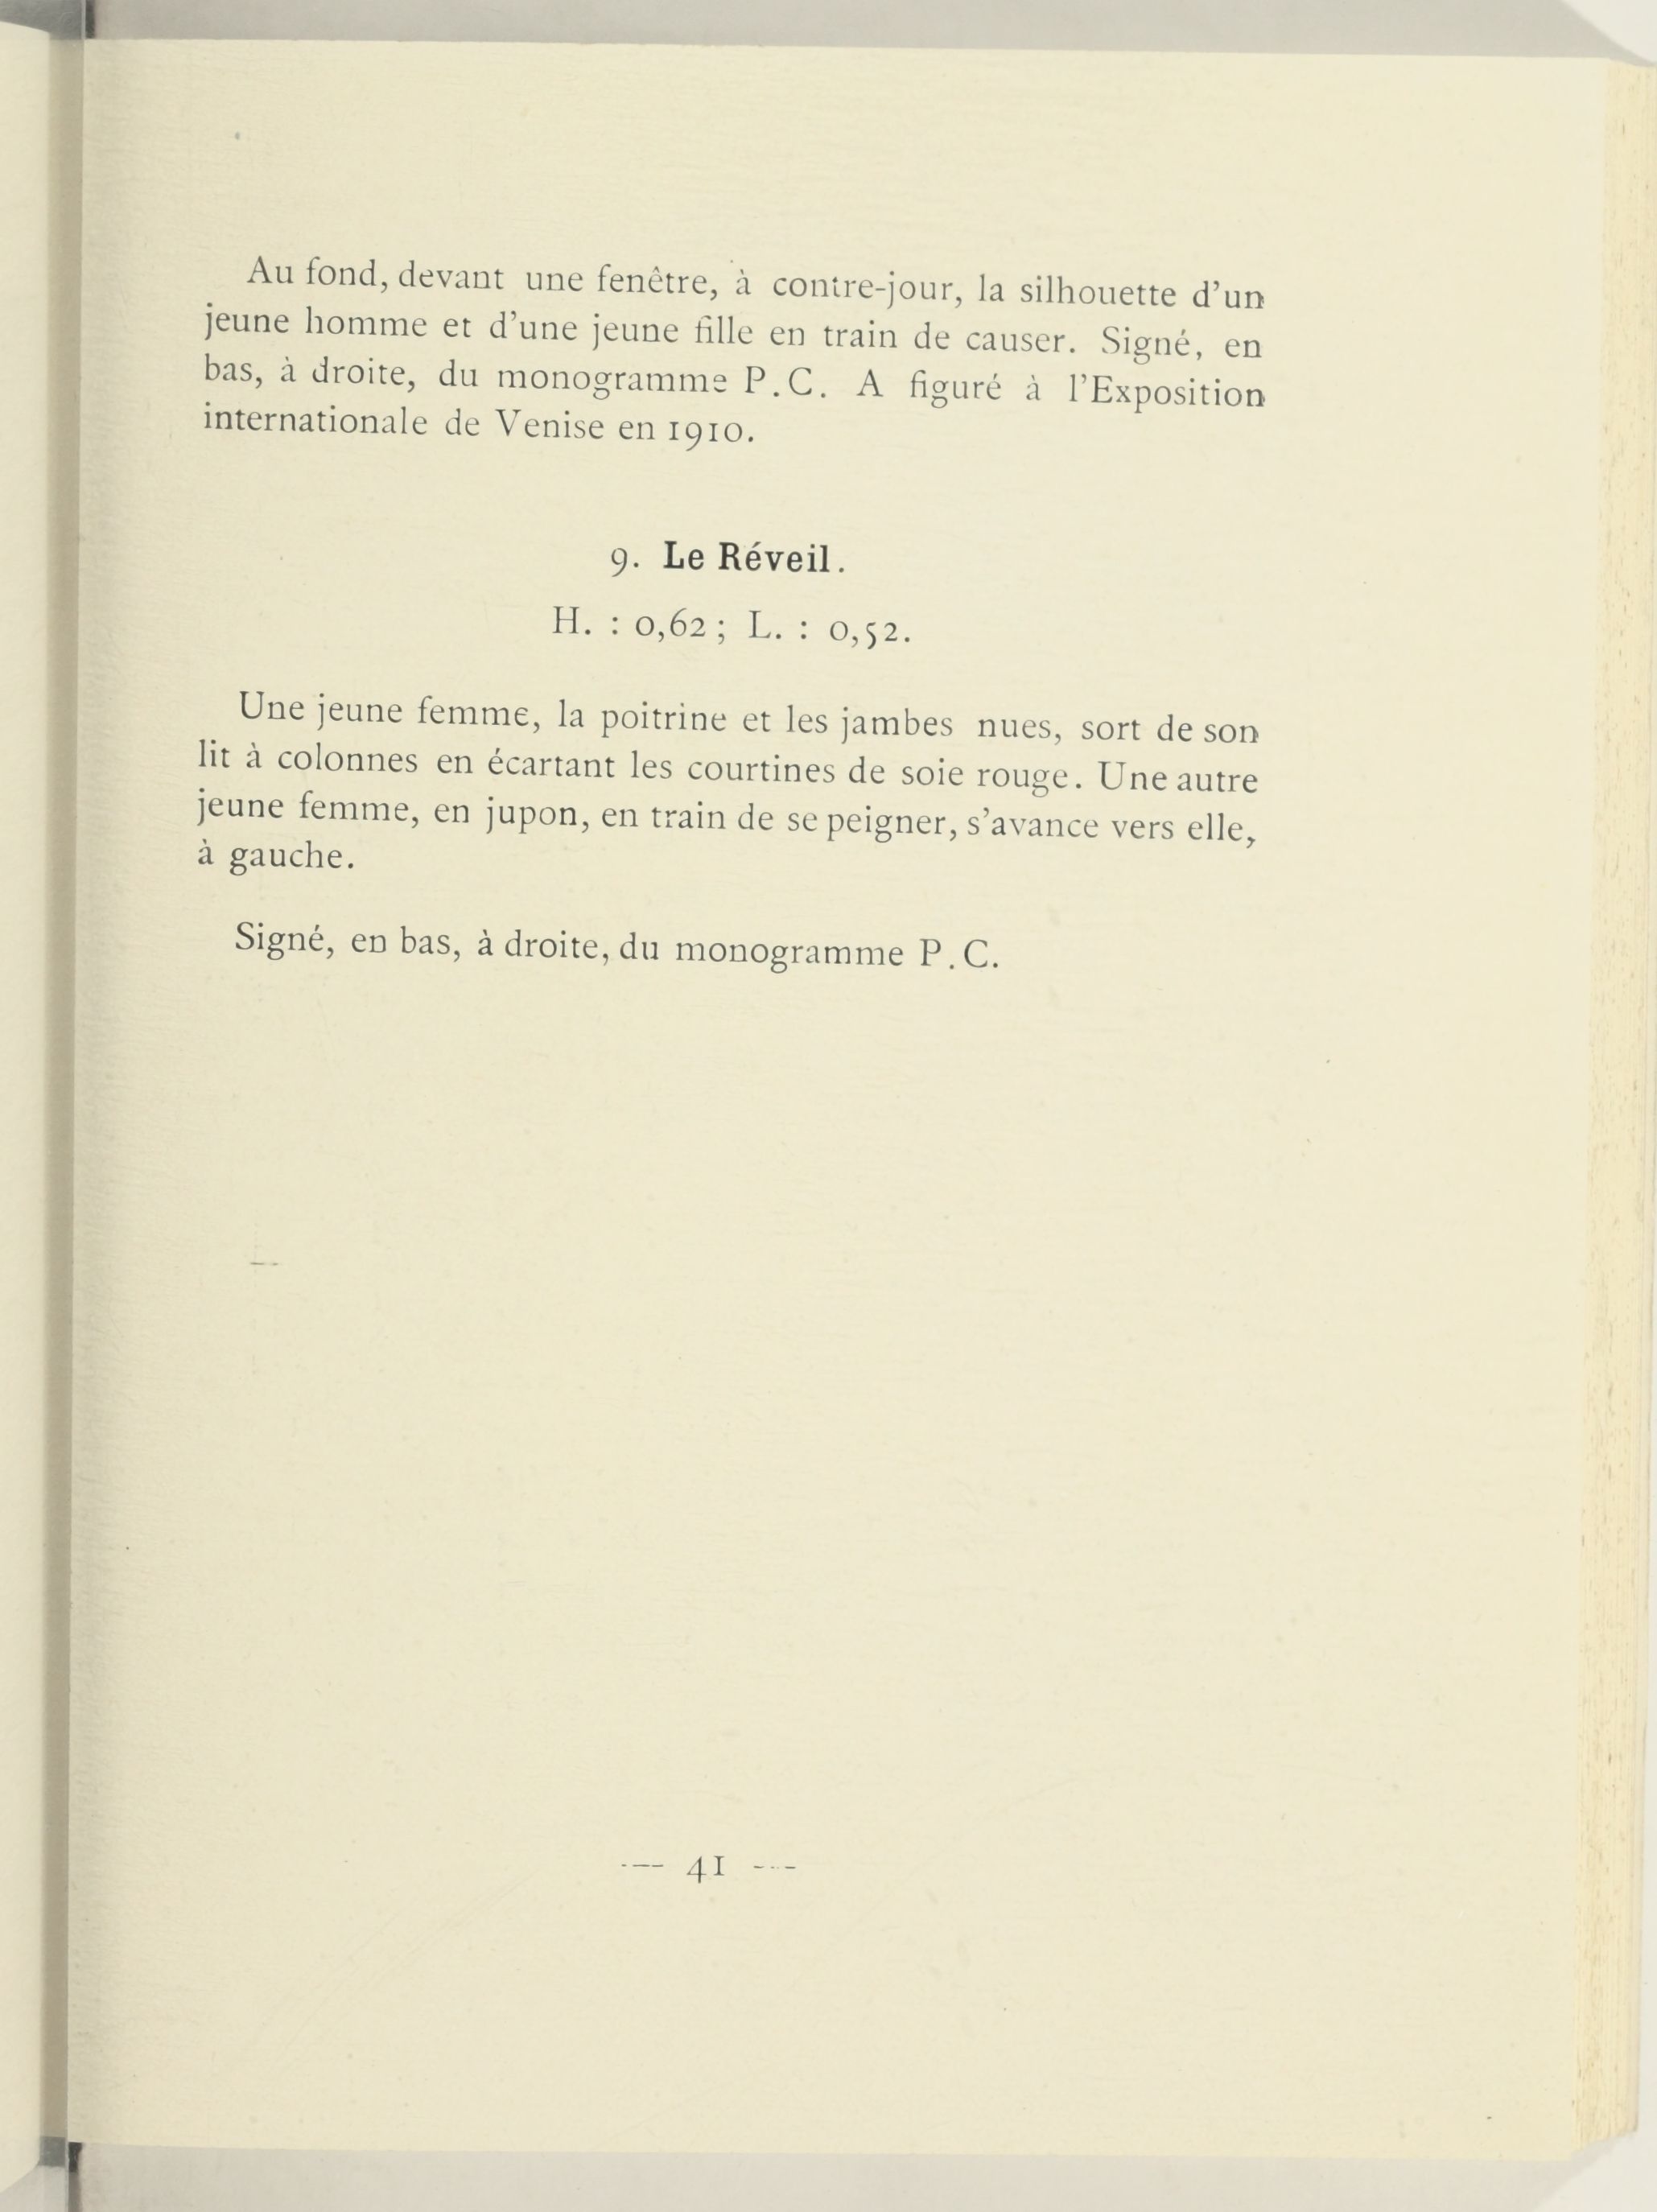 Au fond, devant une fenêtre, à contre-jour, la silhouette d'un
jeune homme et d'une jeune fille en train de causer. Signé, en
bas, à droite, du monogramme P.C. A figuré à l'Exposition
internationale de Venise en 1910.
9. Le Réveil.
H. : 0,62 ; L. : 0,52.
Une jeune femme, la poitrine et les jambes nues, sort de son
lit à colonnes en écartant les courtines de soie rouge. Une autre
jeune femme, en jupon, en train de se peigner, s'avance vers elle,
à gauche.
Signé, en bas, à droite, du monogramme P.C.
— 41 —